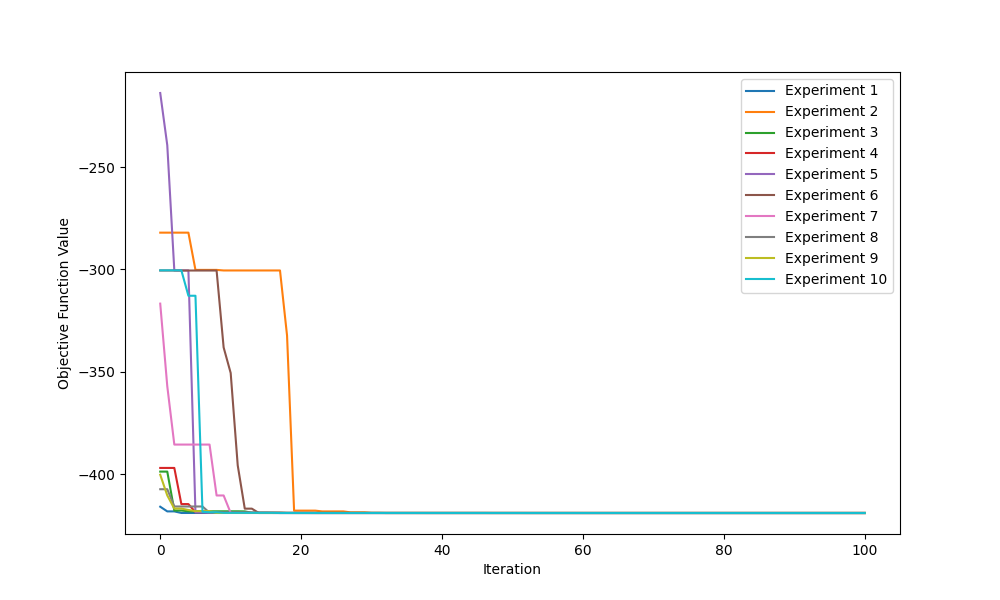 Objective Function Value
−250
−300
−350
−400
0
20
40
60
80
100
Iteration
Experiment 1
Experiment 2
Experiment 3
Experiment 4
Experiment 5
Experiment 6
Experiment 7
Experiment 8
Experiment 9
Experiment 10